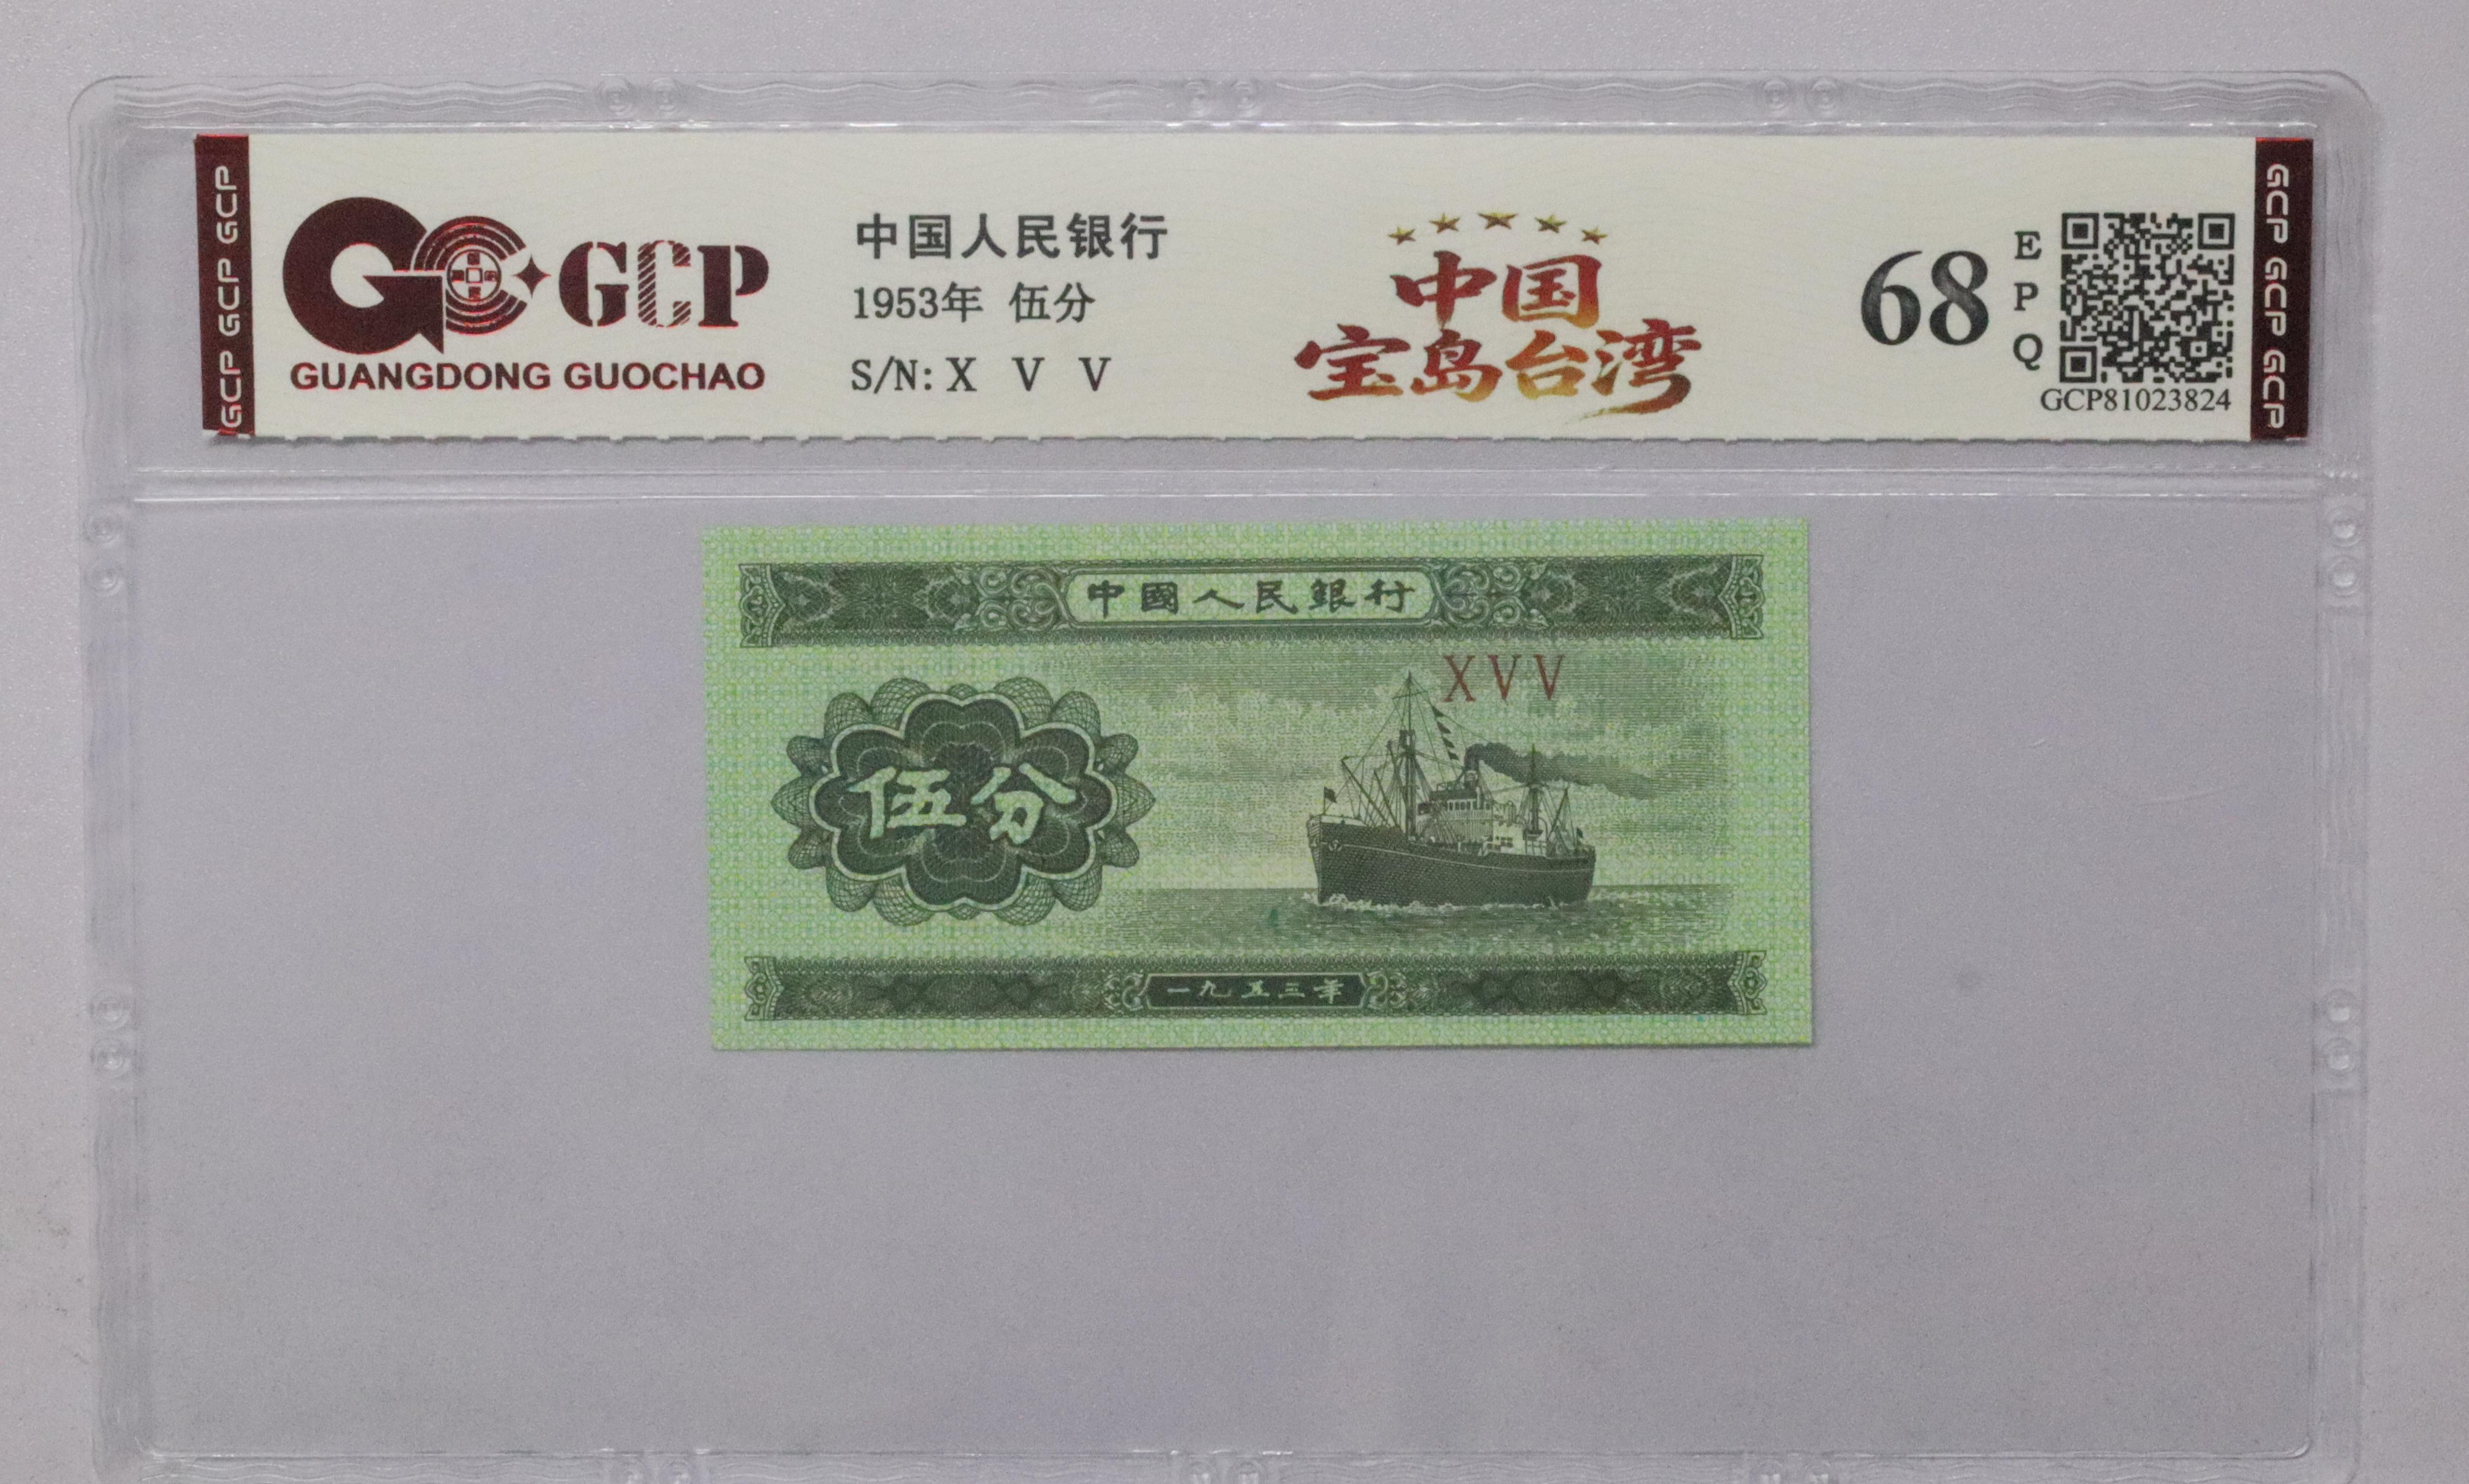 GCP GCP GCP
GCP
GUANGDONG GUOCHAO
中国人民银行
1953年 伍分
S/N: X V V
中国
宝岛台湾
68
E
P
Q
GCP81023824
GCP GCP GCP
中國人民銀行
X V V
伍分
一九五三年